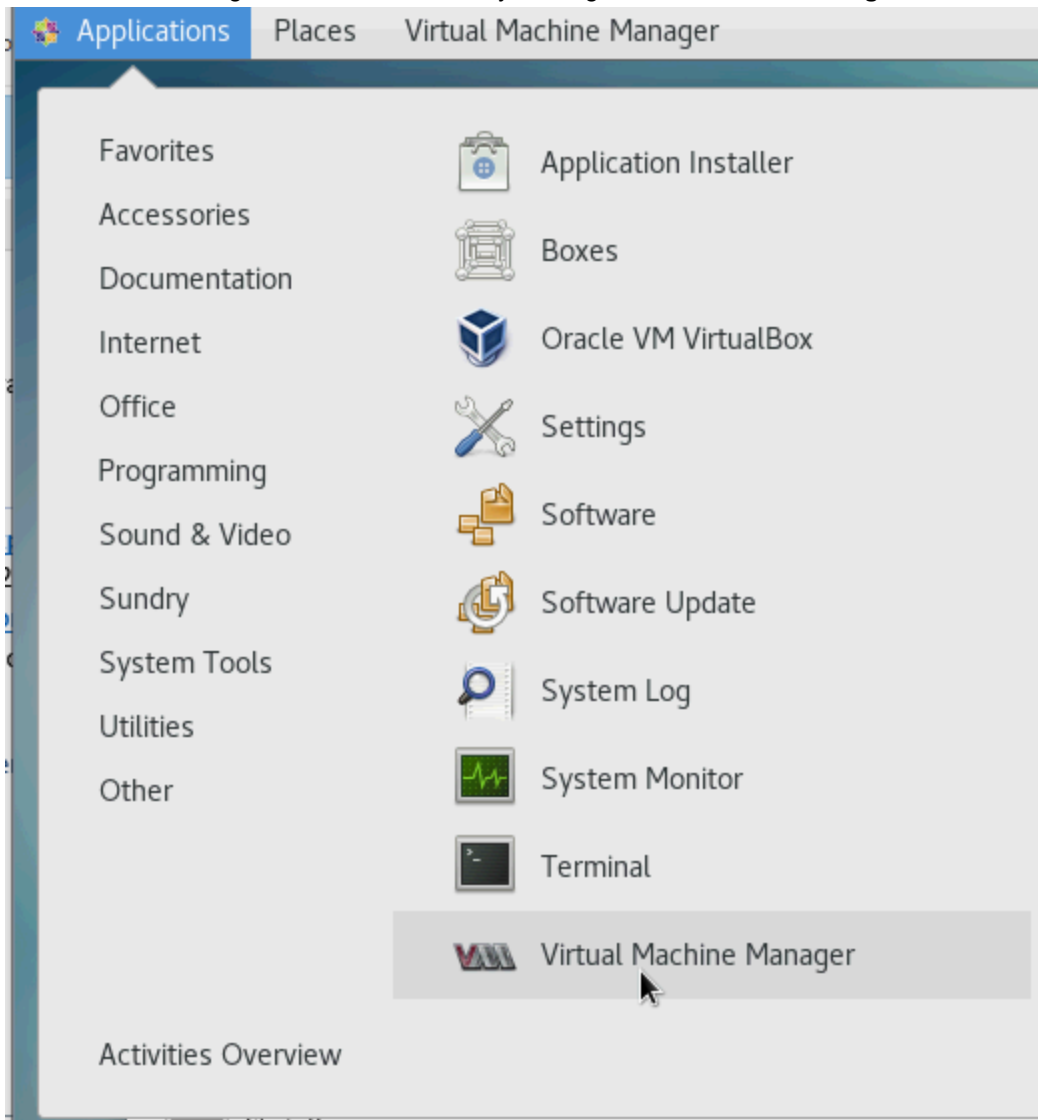 Applications Places Virtual Machine Manager
Favorites
Accessories
Documentation
Internet
Office
Programming
Sound & Video
Sundry
System Tools
Utilities
Other
Activities Overview
Application Installer
Boxes
Oracle VM VirtualBox
Settings
Software
Software Update
System Log
System Monitor
Terminal
Virtual Machine Manager